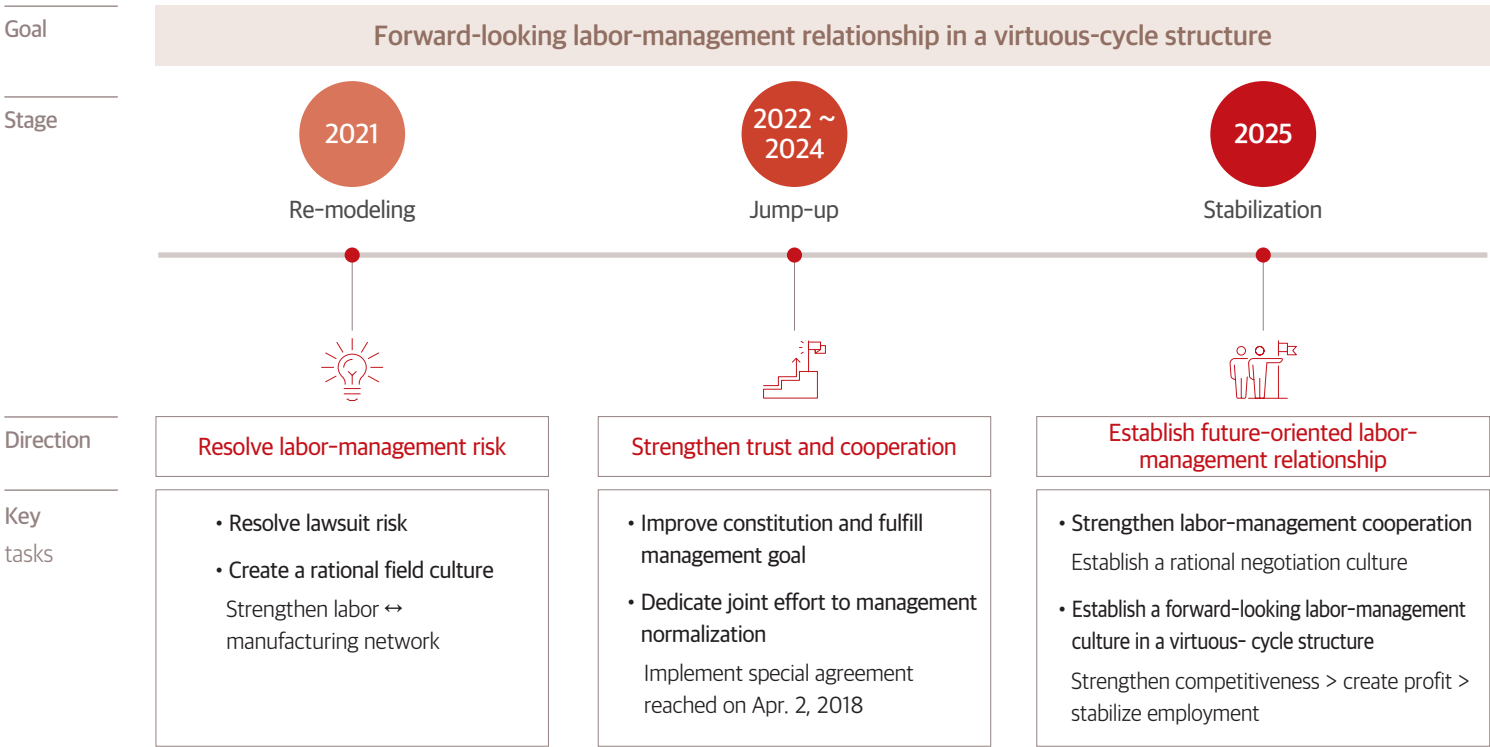 Goal
Forward-looking labor-management relationship in a virtuous-cycle structure
Stage
2021
Re-modeling
2022 ~
2024
Jump-up
2025
Stabilization
Direction
Resolve labor-management risk
Strengthen trust and cooperation
Establish future-oriented labor-
management relationship
Key
tasks
• Resolve lawsuit risk
• Create a rational field culture
Strengthen labor ↔
manufacturing network
• Improve constitution and fulfill
management goal
• Dedicate joint effort to management
normalization
Implement special agreement
reached on Apr. 2, 2018
• Strengthen labor-management cooperation
Establish a rational negotiation culture
• Establish a forward-looking labor-management
culture in a virtuous- cycle structure
Strengthen competitiveness > create profit >
stabilize employment